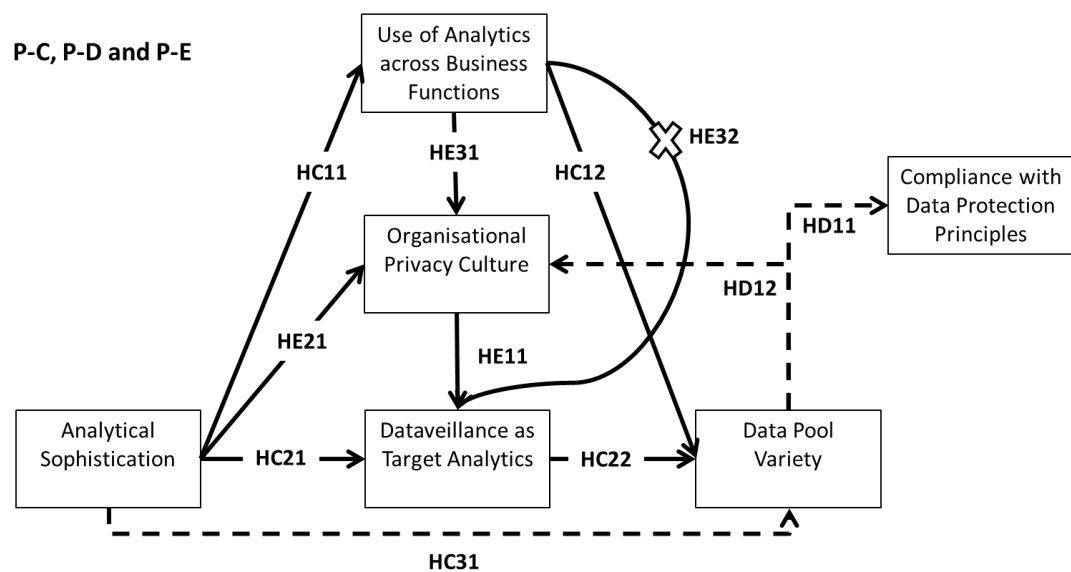 P-C, P-D and P-E
Use of Analytics
across Business
Functions
HE32
HE31
HC11
HC12
Compliance with
Data Protection
Principles
HD11
Organisational
Privacy Culture
HD12
HE21
HE11
Analytical
Sophistication
HC21
Dataveillance as
Target Analytics
HC22
Data Pool
Variety
HC31